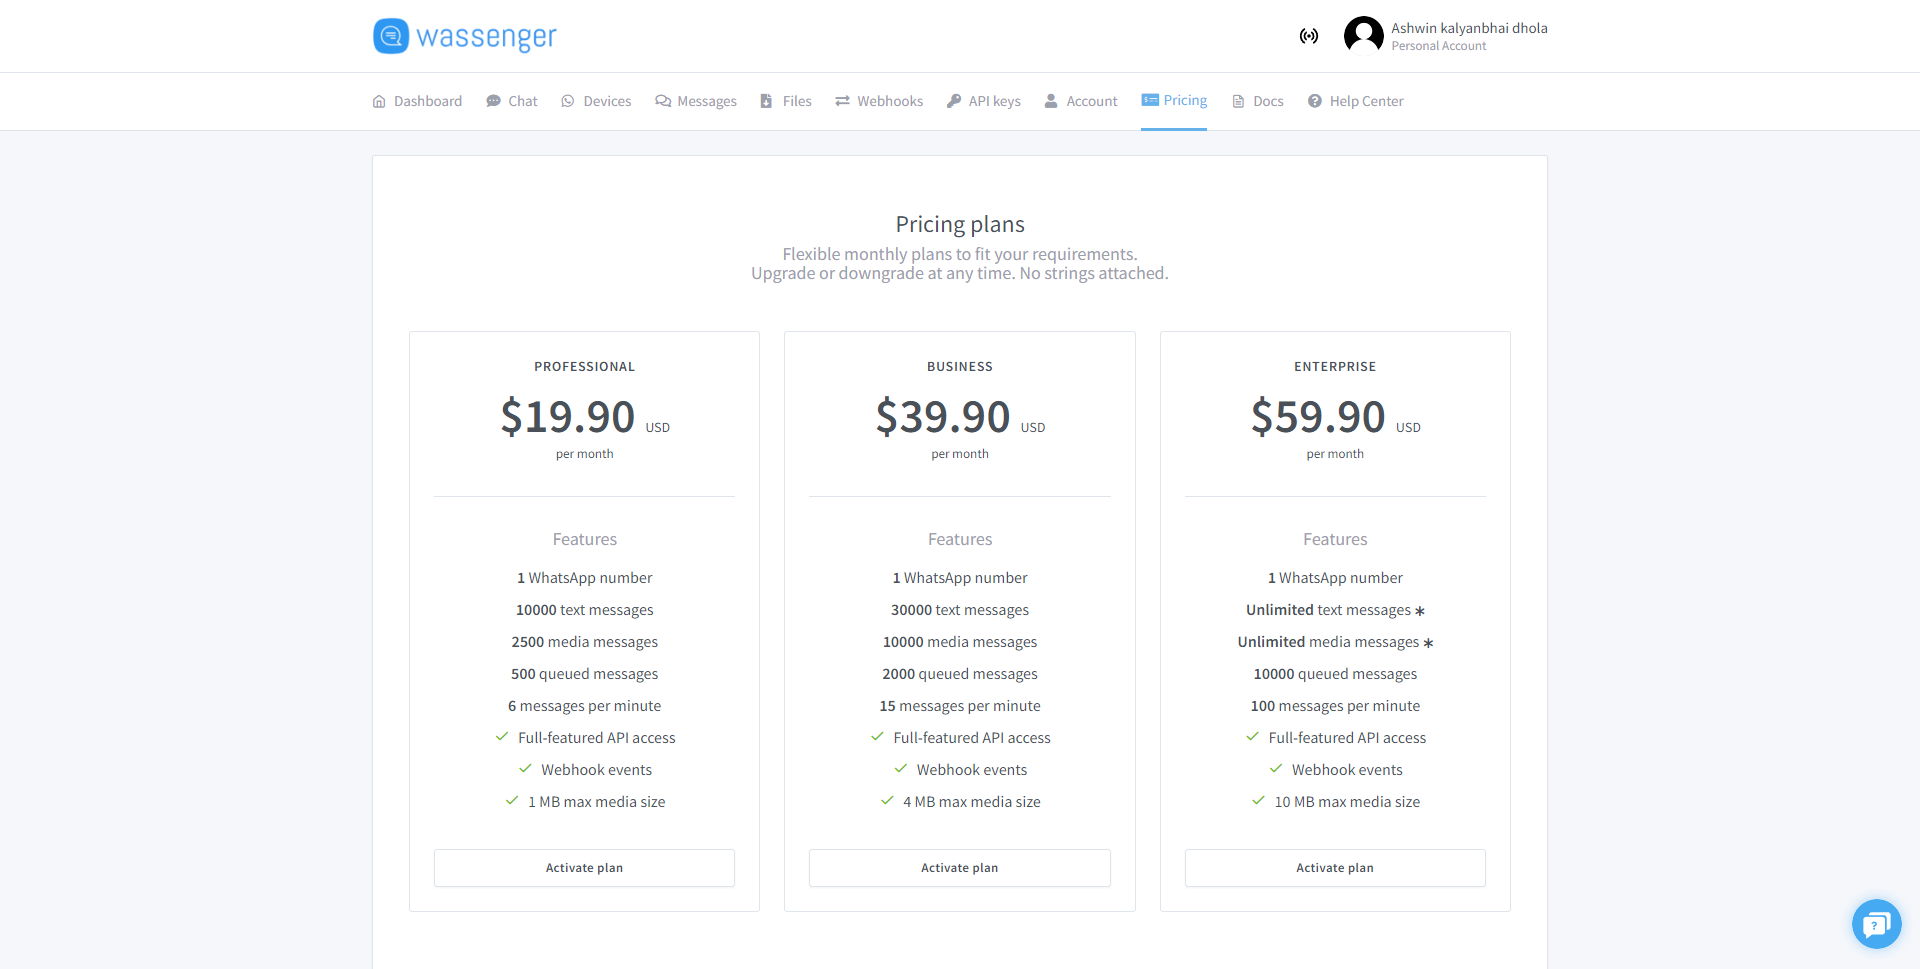 wassenger
Ashwin kalyanbhai dhola
Personal Account
Dashboard
Chat
Devices
Messages
Files
Webhooks
API keys
Account
Pricing
Docs
Help Center
Pricing plans
Flexible monthly plans to fit your requirements.
Upgrade or downgrade at any time. No strings attached.
PROFESSIONAL
$19.90 USD
per month
Features
1 WhatsApp number
10000 text messages
2500 media messages
500 queued messages
6 messages per minute
Full-featured API access
Webhook events
1 MB max media size
Activate plan
BUSINESS
$39.90 USD
per month
Features
1 WhatsApp number
30000 text messages
10000 media messages
2000 queued messages
15 messages per minute
Full-featured API access
Webhook events
4 MB max media size
Activate plan
ENTERPRISE
$59.90 USD
per month
Features
1 WhatsApp number
Unlimited text messages *
Unlimited media messages *
10000 queued messages
100 messages per minute
Full-featured API access
Webhook events
10 MB max media size
Activate plan